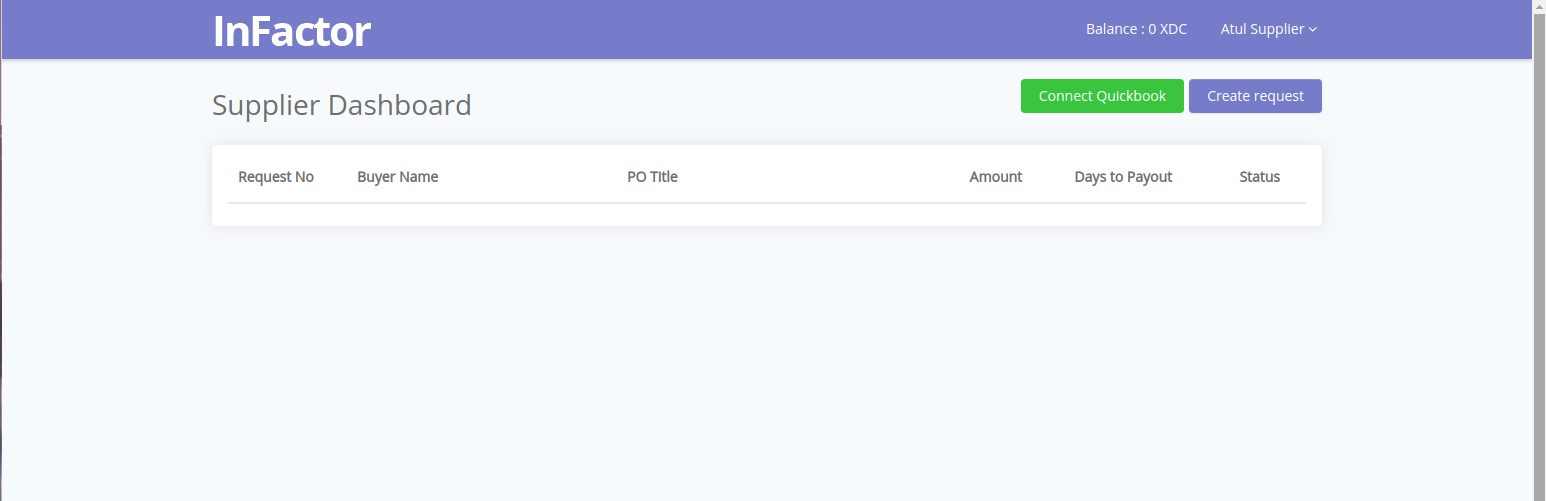 InFactor
Balance : 0 XDC
Atul Supplier
Supplier Dashboard
Connect Quickbook
Create request
Request No
Buyer Name
PO Title
Amount
Days to Payout
Status